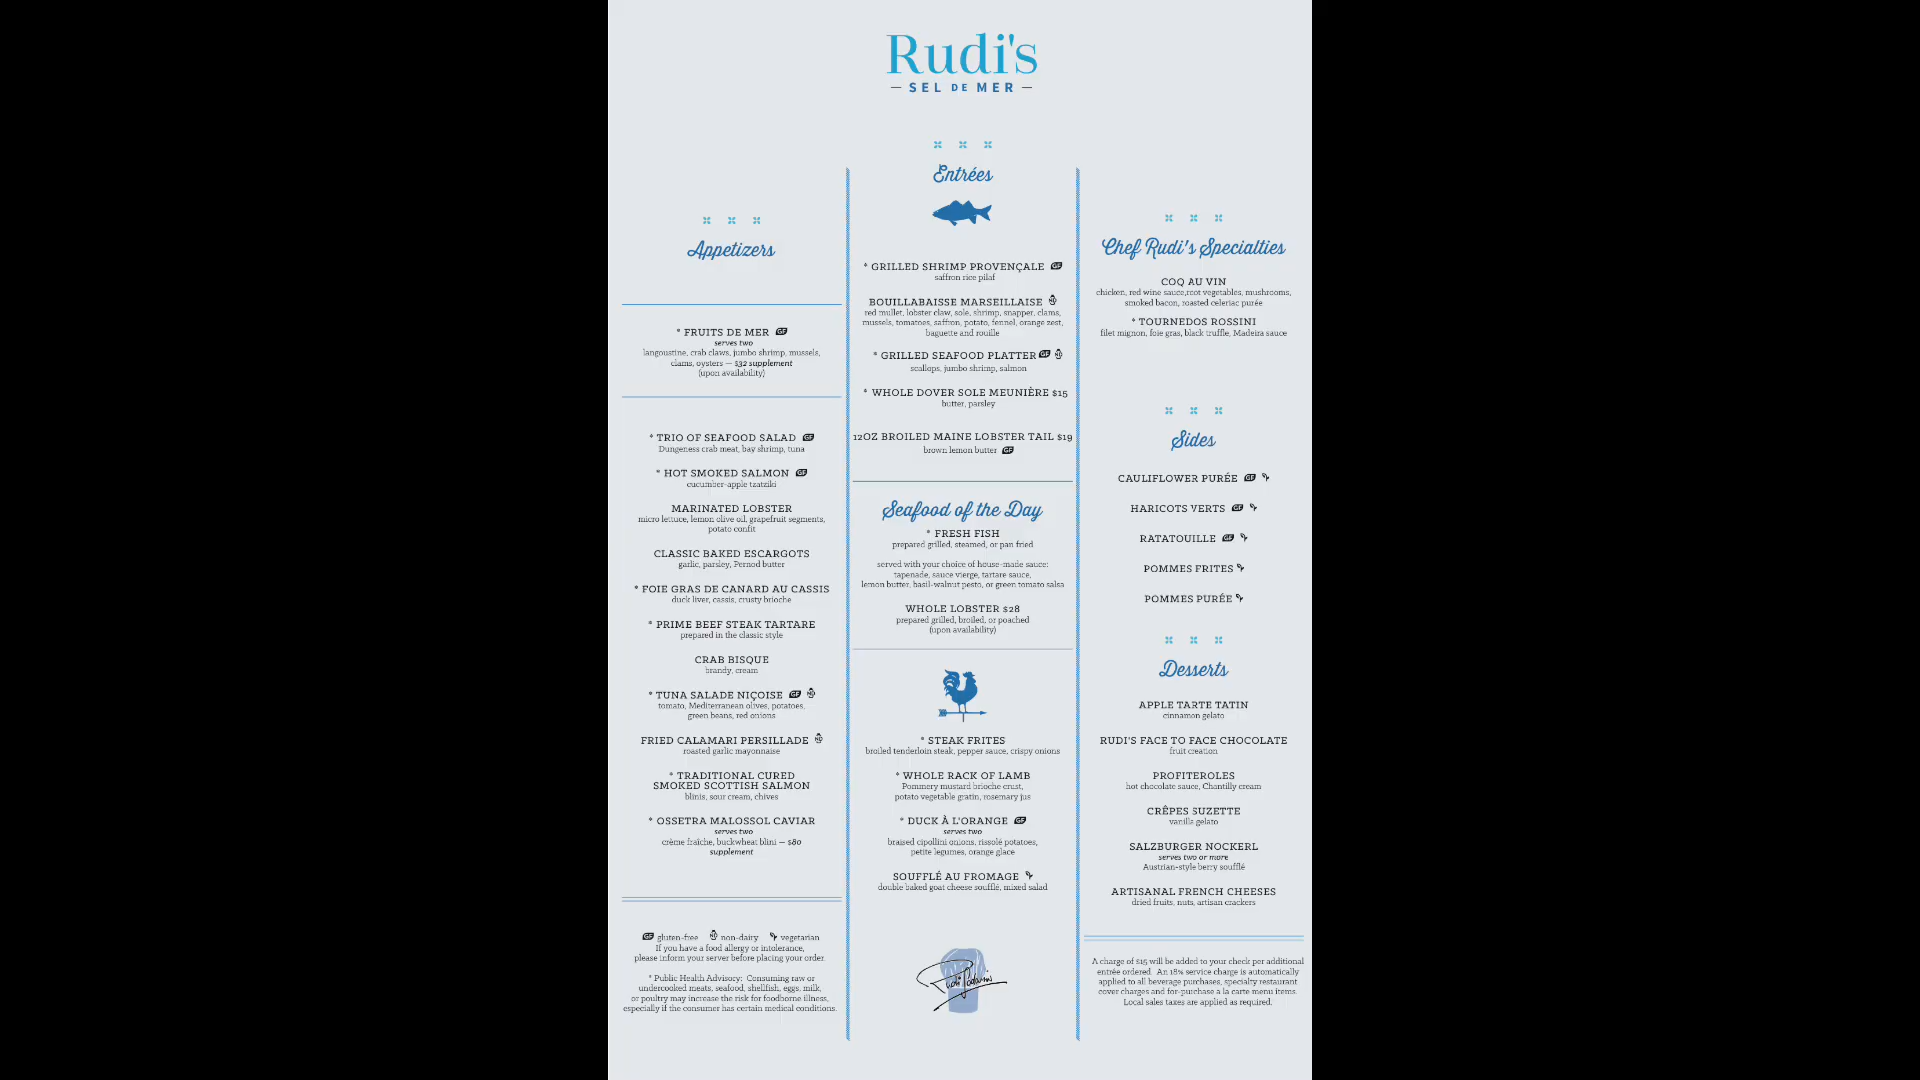 Rudi's
— SEL DE MER —
Appetizers
* FRUITS DE MER GF
serves two
langoustine, crab claws, jumbo shrimp, mussels,
clams, oysters — $32 supplement
(upon availability)
* TRIO OF SEAFOOD SALAD GF
Dungeness crab meat, bay shrimp, tuna
* HOT SMOKED SALMON GF
cucumber-apple tzatziki
MARINATED LOBSTER
micro lettuce, lemon olive oil, grapefruit segments,
potato confit
CLASSIC BAKED ESCARGOTS
garlic, parsley, Pernod butter
* FOIE GRAS DE CANARD AU CASSIS
duck liver, cassis, crusty brioche
* PRIME BEEF STEAK TARTARE
prepared in the classic style
CRAB BISQUE
brandy, cream
* TUNA SALADE NIÇOISE GF
tomato, Mediterranean olives, potatoes,
green beans, red onions
FRIED CALAMARI PERSILLADE
roasted garlic mayonnaise
* TRADITIONAL CURED
SMOKED SCOTTISH SALMON
blinis, sour cream, chives
* OSSETRA MALOSSOL CAVIAR
serves two
crème fraîche, buckwheat blini — $80
supplement
GF gluten-free non-dairy vegetarian
If you have a food allergy or intolerance,
please inform your server before placing your order.
* Public Health Advisory: Consuming raw or
undercooked meats, seafood, shellfish, eggs, milk,
or poultry may increase the risk for foodborne illness,
especially if the consumer has certain medical conditions.
Entrées
* GRILLED SHRIMP PROVENÇALE GF
saffron rice pilaf
BOUILLABAISSE MARSEILLAISE
red mullet, lobster claw, sole, shrimp, snapper, clams,
mussels, tomatoes, saffron, potato, fennel, orange zest,
baguette and rouille
* GRILLED SEAFOOD PLATTER GF
scallops, jumbo shrimp, salmon
* WHOLE DOVER SOLE MEUNIÈRE $15
butter, parsley
12OZ BROILED MAINE LOBSTER TAIL $19
brown lemon butter GF
Seafood of the Day
* FRESH FISH
prepared grilled, steamed, or pan fried
served with your choice of house-made sauce:
tapenade, sauce vierge, tartare sauce,
lemon butter, basil-walnut pesto, or green tomato salsa
WHOLE LOBSTER $28
prepared grilled, broiled, or poached
(upon availability)
* STEAK FRITES
broiled tenderloin steak, pepper sauce, crispy onions
* WHOLE RACK OF LAMB
Pommery mustard brioche crust,
potato vegetable gratin, rosemary jus
* DUCK À L'ORANGE GF
serves two
braised cipollini onions, rissolé potatoes,
petite legumes, orange glace
SOUFFLÉ AU FROMAGE
double baked goat cheese soufflé, mixed salad
Chef Rudi's Specialties
COQ AU VIN
chicken, red wine sauce,root vegetables, mushrooms,
smoked bacon, roasted celeriac purée
* TOURNEDOS ROSSINI
filet mignon, foie gras, black truffle, Madeira sauce
Sides
CAULIFLOWER PURÉE GF
HARICOTS VERTS GF
RATATOUILLE GF
POMMES FRITES
POMMES PURÉE
Desserts
APPLE TARTE TATIN
cinnamon gelato
RUDI'S FACE TO FACE CHOCOLATE
fruit creation
PROFITEROLES
hot chocolate sauce, Chantilly cream
CRÊPES SUZETTE
vanilla gelato
SALZBURGER NOCKERL
serves two or more
Austrian-style berry soufflé
ARTISANAL FRENCH CHEESES
dried fruits, nuts, artisan crackers
A charge of $15 will be added to your check per additional
entrée ordered. An 18% service charge is automatically
applied to all beverage purchases, specialty restaurant
cover charges and for-purchase a la carte menu items.
Local sales taxes are applied as required.